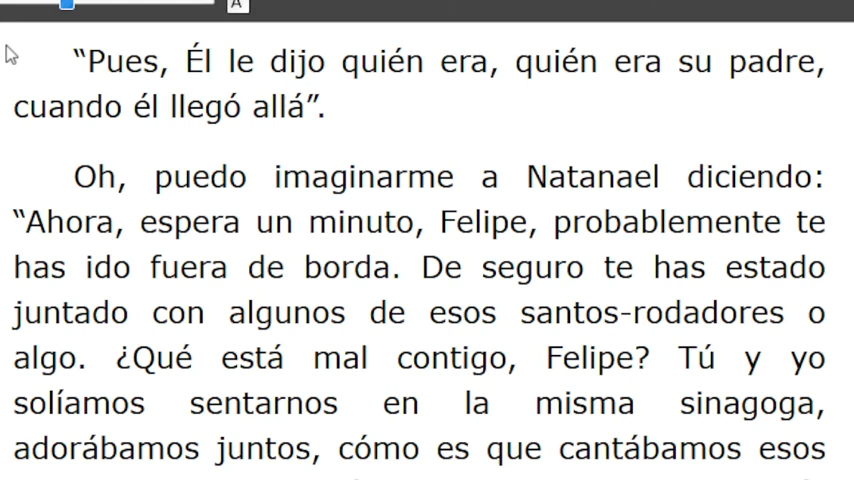 A
“Pues, Él le dijo quién era, quién era su padre,
cuando él llegó allá”.
Oh, puedo imaginarme a Natanael diciendo:
“Ahora, espera un minuto, Felipe, probablemente te
has ido fuera de borda. De seguro te has estado
juntado con algunos de esos santos-rodadores o
algo. ¿Qué está mal contigo, Felipe? Tú y yo
solíamos sentarnos en la misma sinagoga,
adorábamos juntos, cómo es que cantábamos esos